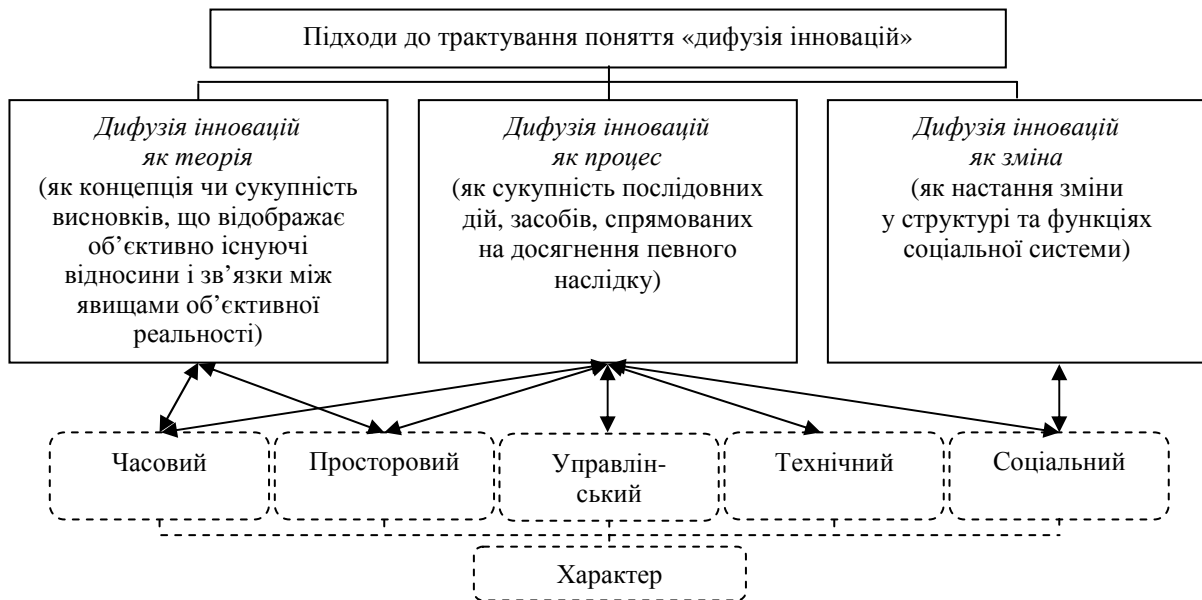 Підходи до трактування поняття «дифузія інновацій»
Дифузія інновацій
як теорія
(як концепція чи сукупність
висновків, що відображає
об’єктивно існуючі
відносини і зв’язки між
явищами об’єктивної
реальності)
Дифузія інновацій
як процес
(як сукупність послідовних
дій, засобів, спрямованих
на досягнення певного
наслідку)
Дифузія інновацій
як зміна
(як настання зміни
у структурі та функціях
соціальної системи)
Часовий
Просторовий
Управлін-
ський
Технічний
Соціальний
Характер